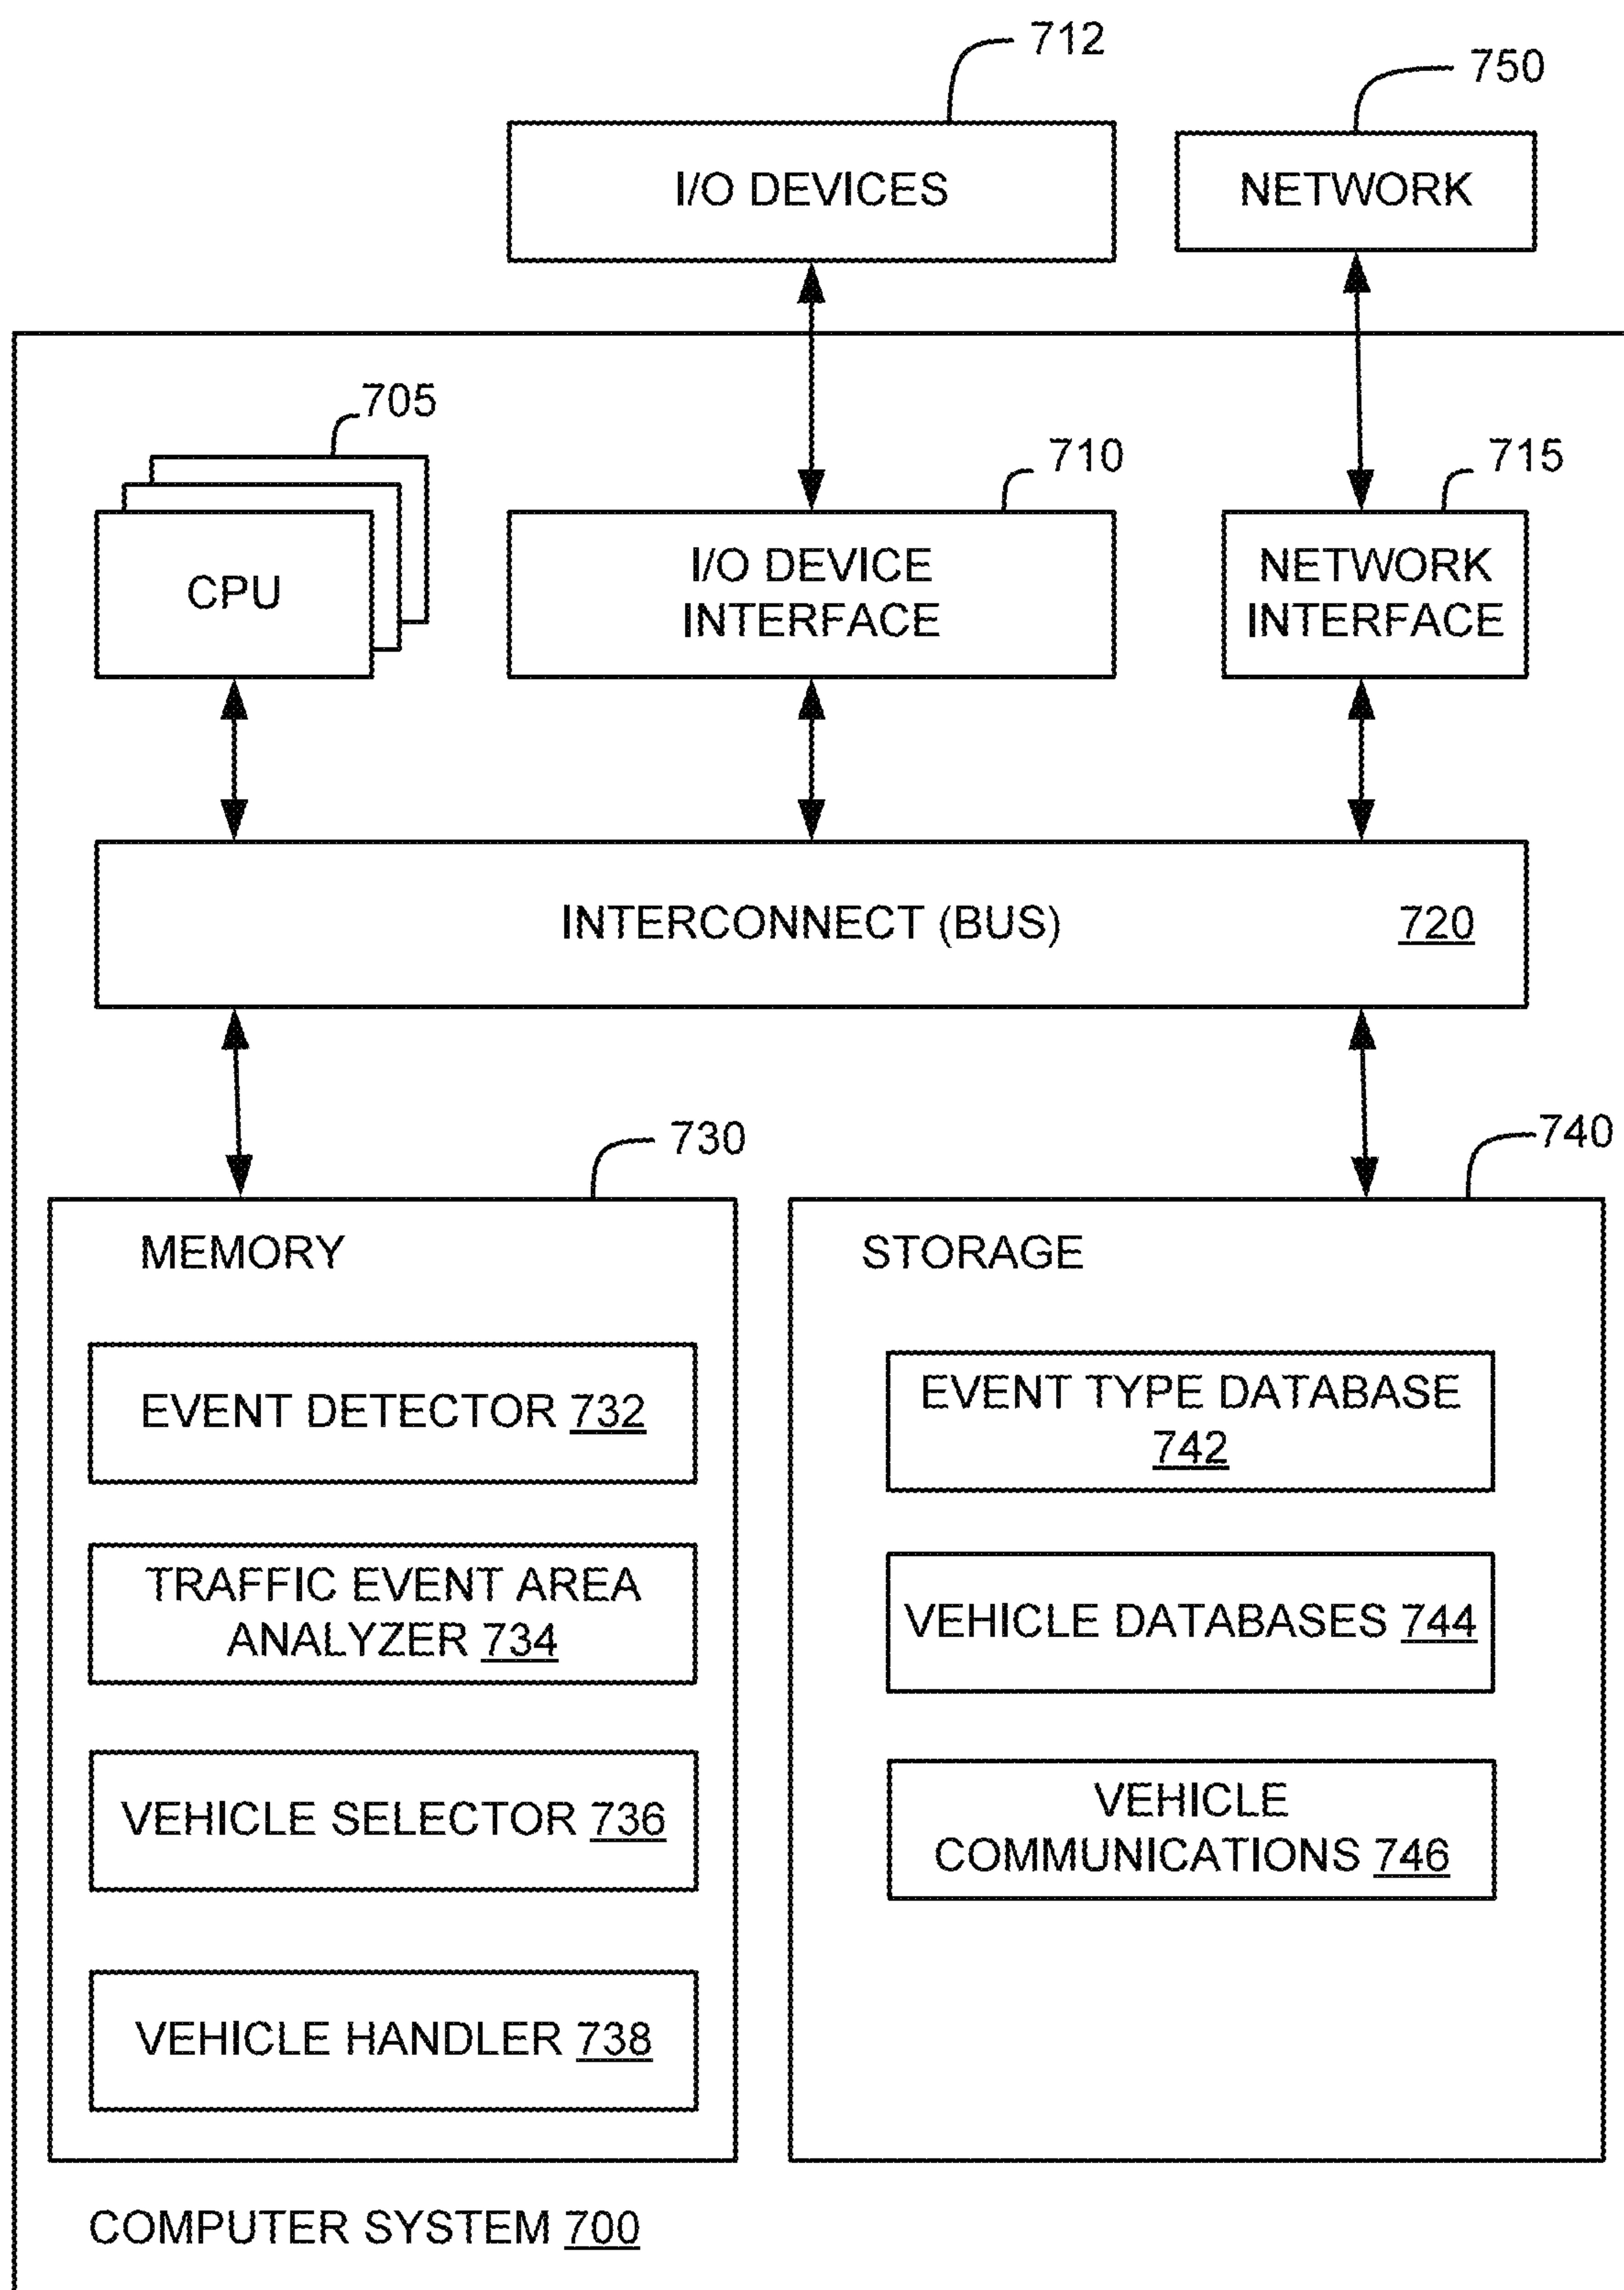 712
750
I/O DEVICES
NETWORK
705
710
715
CPU
I/O DEVICE
INTERFACE
NETWORK
INTERFACE
INTERCONNECT (BUS) 720
730
740
MEMORY
EVENT DETECTOR 732
TRAFFIC EVENT AREA
ANALYZER 734
VEHICLE SELECTOR 736
VEHICLE HANDLER 738
STORAGE
EVENT TYPE DATABASE
742
VEHICLE DATABASES 744
VEHICLE
COMMUNICATIONS 746
COMPUTER SYSTEM 700